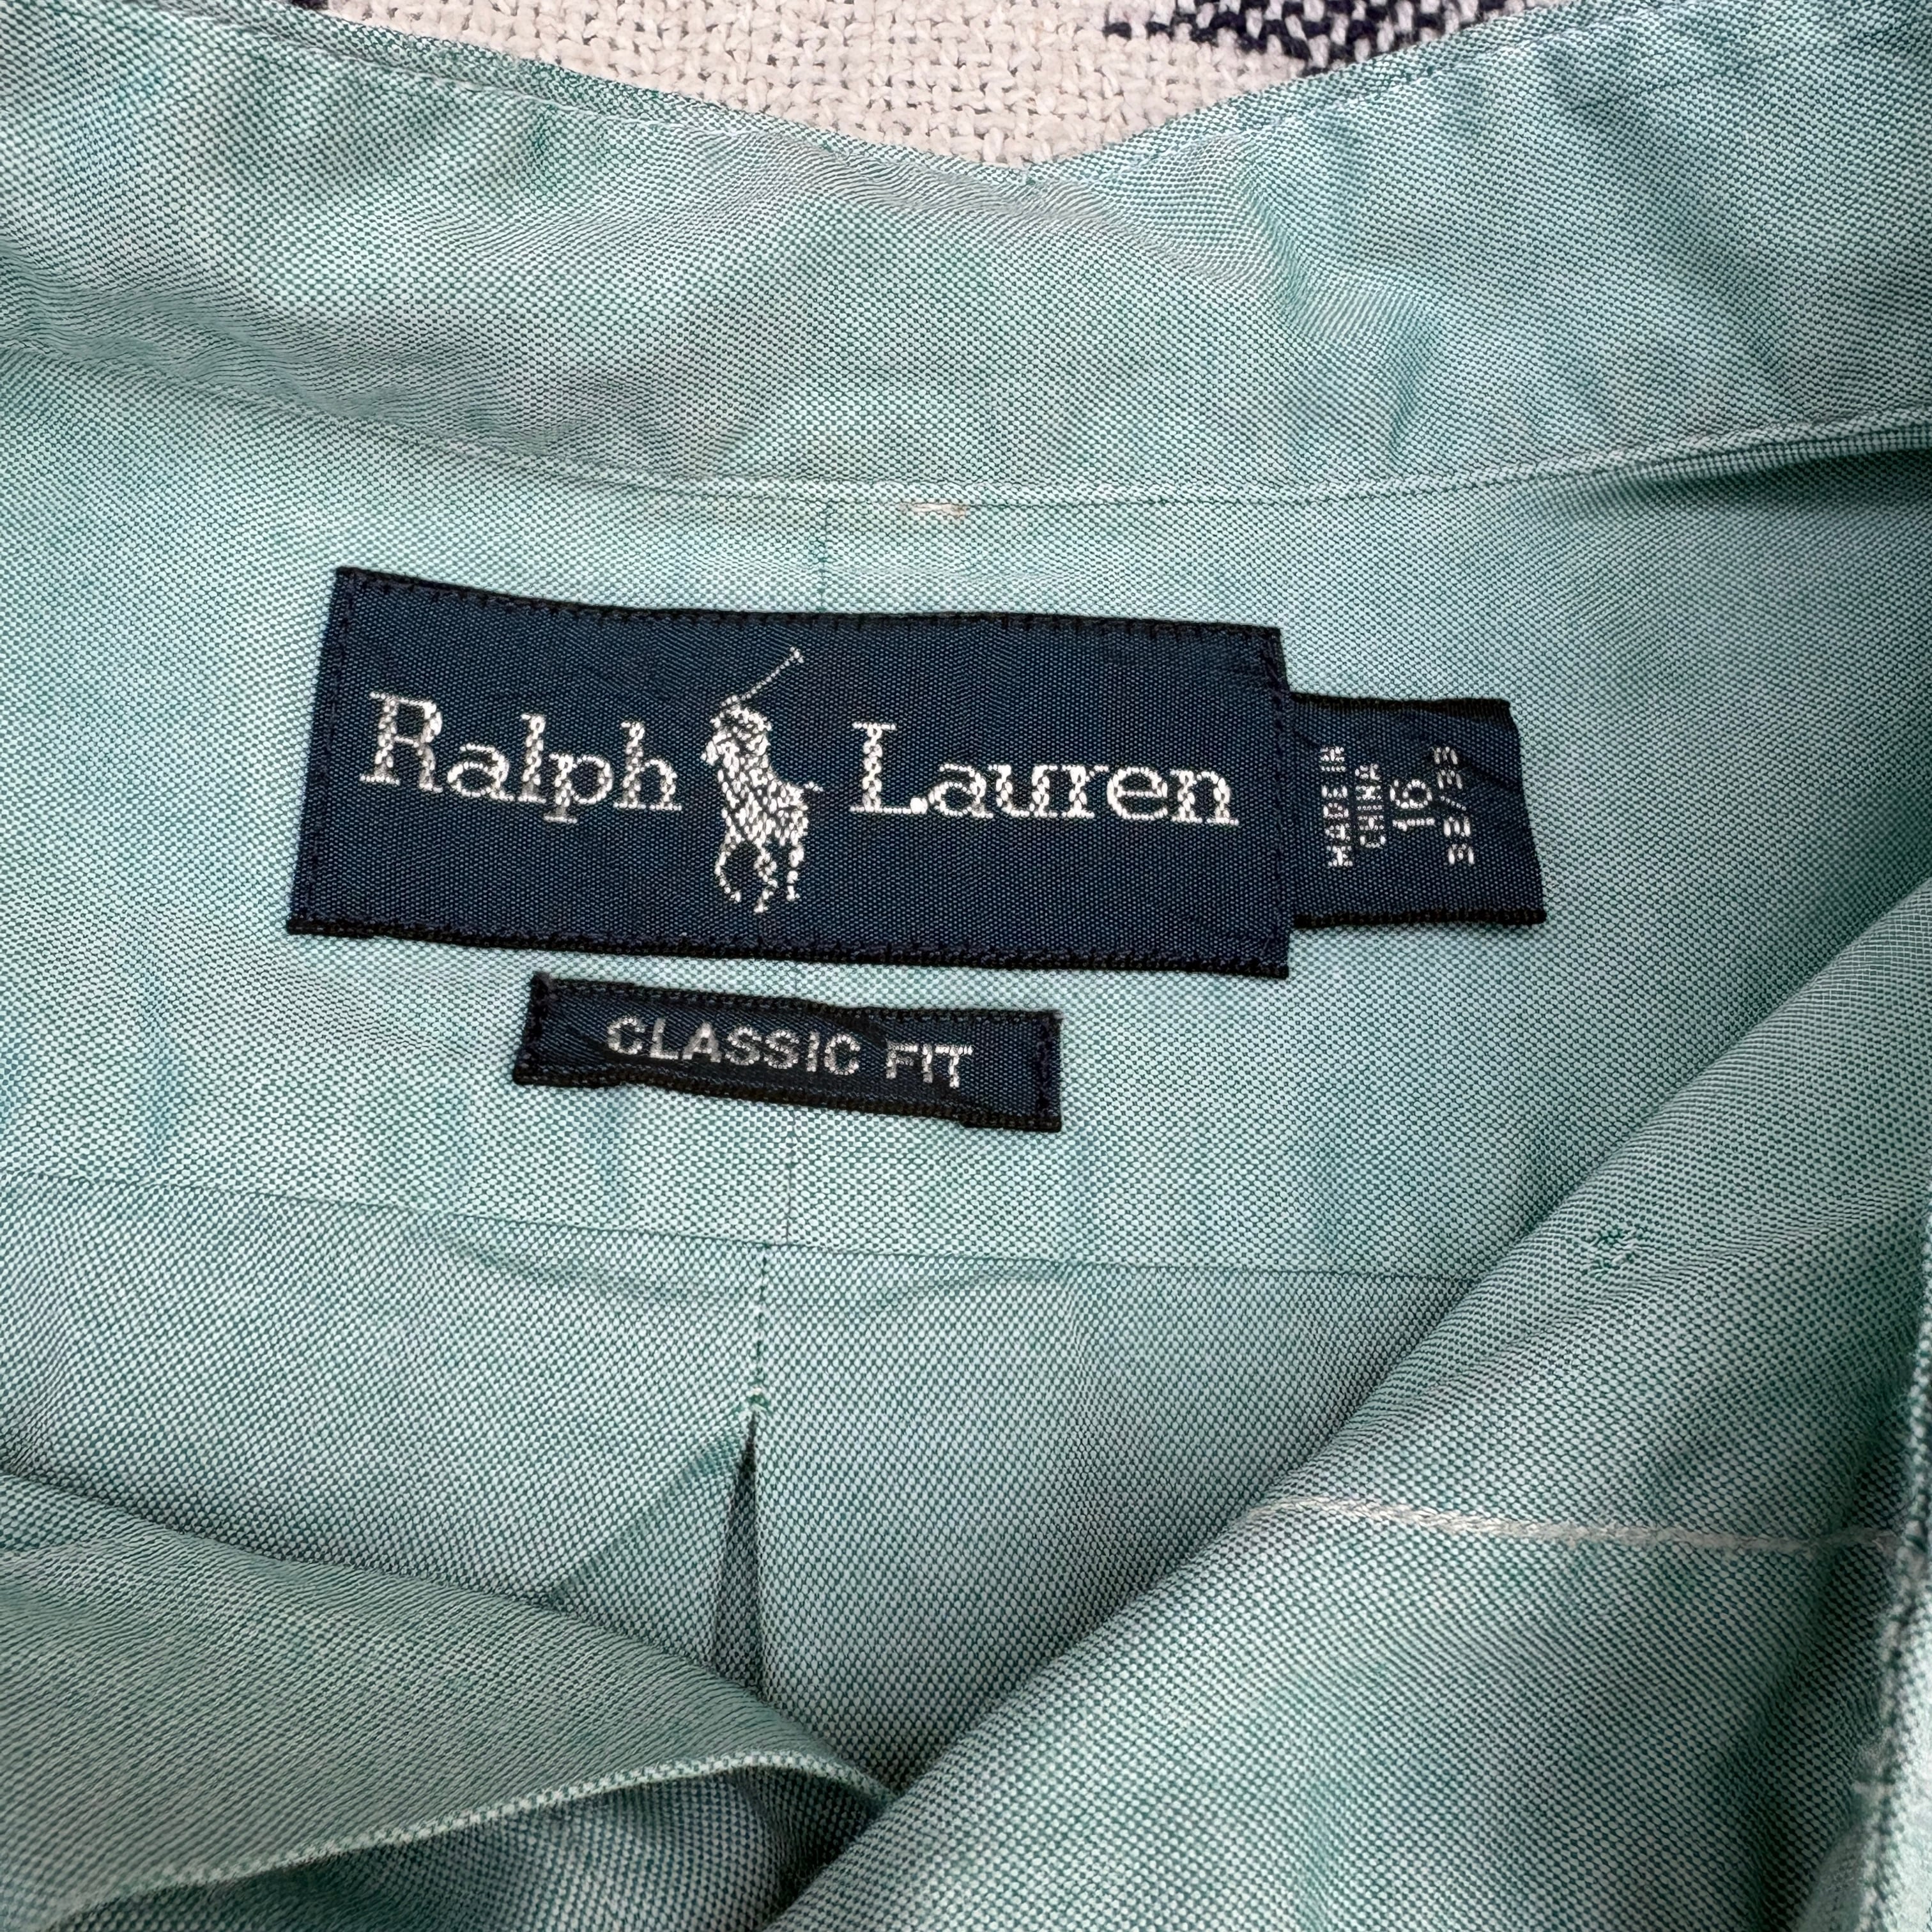 Ralph Lauren
MADE IN
CHINA
16
32/33
CLASSIC FIT